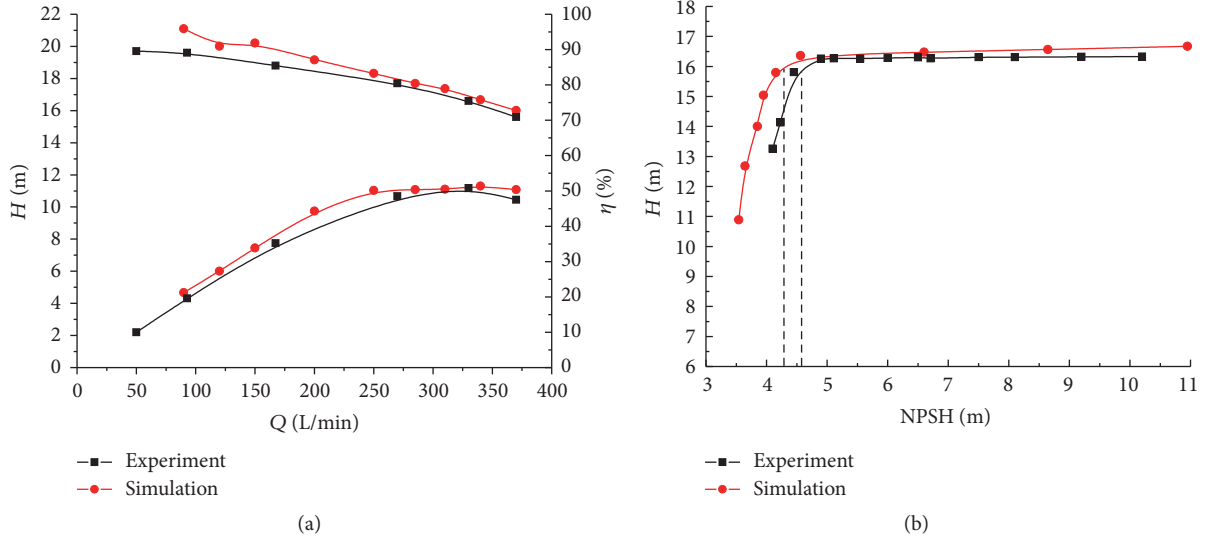 22
20
18
16
14
12
10
8
6
4
2
0
H (m)
100
90
80
70
60
50
40
30
20
10
0
η (%)
0 50 100 150 200 250 300 350 400
Q (L/min)
Experiment
Simulation
(a)
18
17
16
15
14
13
12
11
16
9
8
7
6
H (m)
3 4 5 6 7 8 9 10 11
NPSH (m)
Experiment
Simulation
(b)